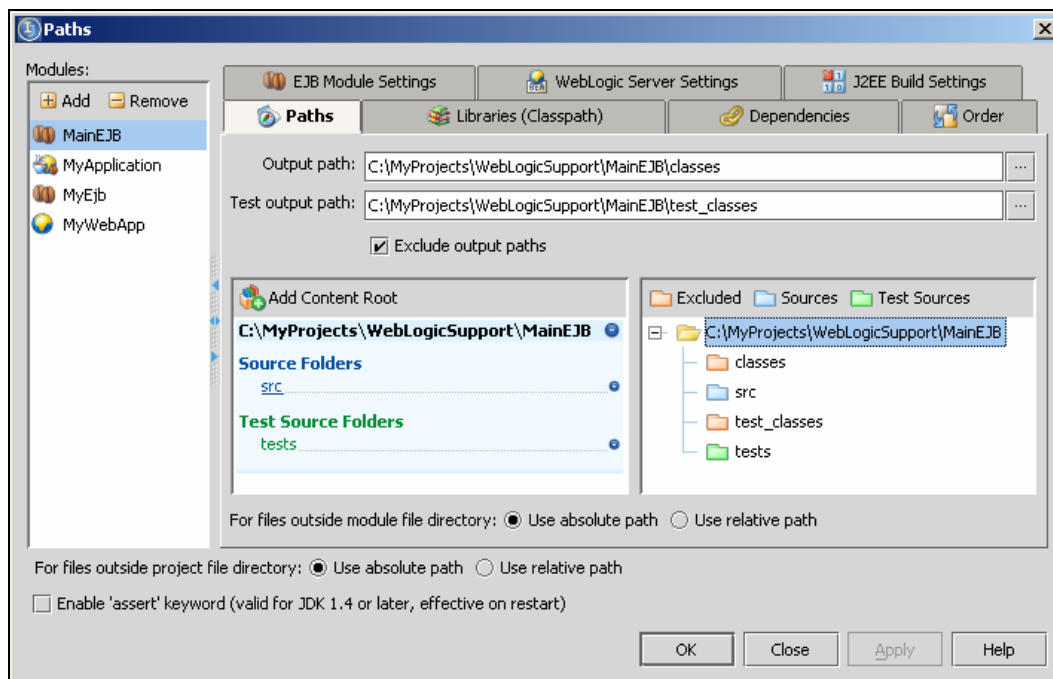 Paths
Modules:
Add Remove
MainEJB
MyApplication
MyEjb
MyWebApp
EJB Module Settings WebLogic Server Settings J2EE Build Settings
Paths Libraries (Classpath) Dependencies Order
Output path: C:\MyProjects\WebLogicSupport\MainEJB\classes ...
Test output path: C:\MyProjects\WebLogicSupport\MainEJB\test_classes ...
Exclude output paths
Add Content Root
C:\MyProjects\WebLogicSupport\MainEJB
Source Folders
src
Test Source Folders
tests
Excluded Sources Test Sources
C:\MyProjects\WebLogicSupport\MainEJB
classes
src
test_classes
tests
For files outside module file directory: Use absolute path Use relative path
For files outside project file directory: Use absolute path Use relative path
Enable 'assert' keyword (valid for JDK 1.4 or later, effective on restart)
OK Close Apply Help